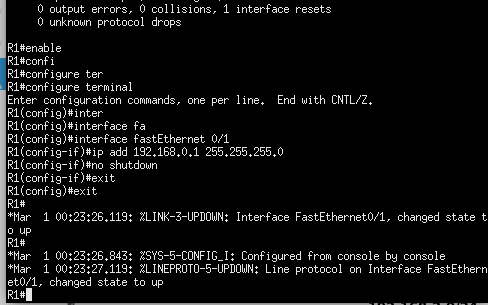 0 output errors, 0 collisions, 1 interface resets
0 unknown protocol drops
R1#enable
R1#confi
R1#configure ter
R1#configure terminal
Enter configuration commands, one per line.  End with CNTL/Z.
R1(config)#inter
R1(config)#interface fa
R1(config)#interface fastEthernet 0/1
R1(config-if)#ip add 192.168.0.1 255.255.255.0
R1(config-if)#no shutdown
R1(config-if)#exit
R1(config)#exit
R1#
*Mar  1 00:23:26.119: %LINK-3-UPDOWN: Interface FastEthernet0/1, changed state t
o up
R1#
*Mar  1 00:23:26.843: %SYS-5-CONFIG_I: Configured from console by console
*Mar  1 00:23:27.119: %LINEPROTO-5-UPDOWN: Line protocol on Interface FastEthern
et0/1, changed state to up
R1#